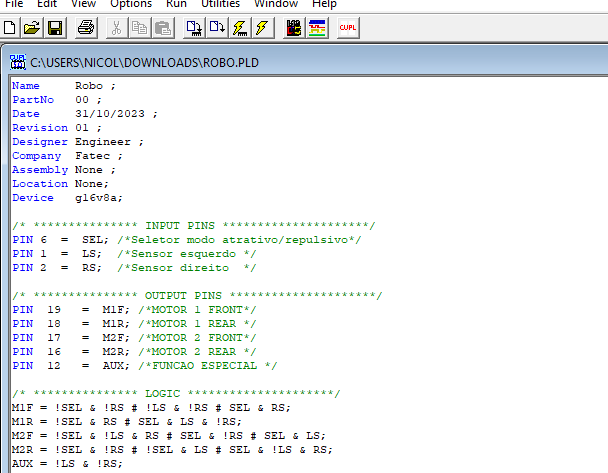 File Edit View Options Run Utilities Window Help
CUPL
C:\USERS\NICOL\DOWNLOADS\ROBO.PLD
Name     Robo ;
PartNo   00 ;
Date     31/10/2023 ;
Revision 01 ;
Designer Engineer ;
Company  Fatec ;
Assembly None ;
Location None;
Device   g16v8a;
/* *************** INPUT PINS *********************/
PIN 6  =  SEL; /*Seletor modo atrativo/repulsivo*/
PIN 1  =  LS;  /*Sensor esquerdo */
PIN 2  =  RS;  /*Sensor direito  */
/* *************** OUTPUT PINS *********************/
PIN  19   =  M1F; /*MOTOR 1 FRONT*/
PIN  18   =  M1R; /*MOTOR 1 REAR */
PIN  17   =  M2F; /*MOTOR 2 FRONT*/
PIN  16   =  M2R; /*MOTOR 2 REAR */
PIN  12   =  AUX; /*FUNCAO ESPECIAL */
/* *************** LOGIC *********************/
M1F = !SEL & !RS # !LS & !RS # SEL & RS;
M1R = !SEL & RS # SEL & LS & !RS;
M2F = !SEL & !LS & RS # SEL & !RS # SEL & LS;
M2R = !SEL & !RS # !SEL & LS # SEL & !LS & RS;
AUX = !LS & !RS;